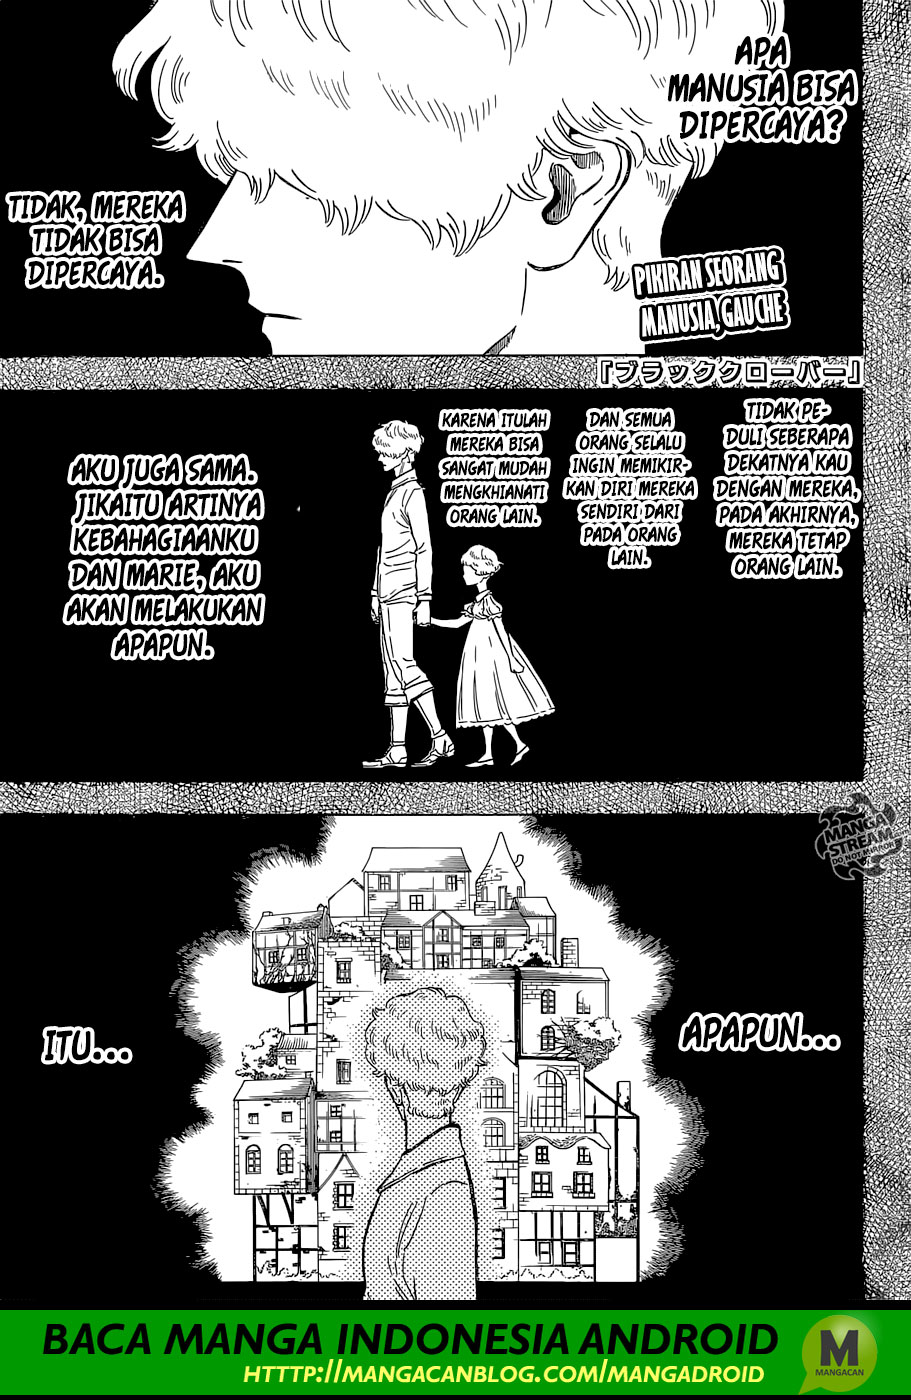 APA
MANUSIA BISA
DIPERCAYA?
TIDAK, MEREKA
TIDAK BISA
DIPERCAYA.
PIKIRAN SEORANG
MANUSIA, GAUCHE
『ブラッククローバー』
TIDAK PE-
DULI SEBERAPA
DEKATNYA KAU
DENGAN MEREKA,
PADA AKHIRNYA,
MEREKA TETAP
ORANG LAIN.
DAN SEMUA
ORANG SELALU
INGIN MEMIKIR-
KAN DIRI MEREKA
SENDIRI DARI
PADA ORANG
LAIN.
KARENA ITULAH
MEREKA BISA
SANGAT MUDAH
MENGKHIANATI
ORANG LAIN.
AKU JUGA SAMA.
JIKAITU ARTINYA
KEBAHAGIAANKU
DAN MARIE, AKU
AKAN MELAKUKAN
APAPUN.
MANGA
STREAM
DO NOT MIRROR
APAPUN...
ITU...
BACA MANGA INDONESIA ANDROID
HTTTP://MANGACANBLOG.COM/MANGADROID
M
MANGACAN